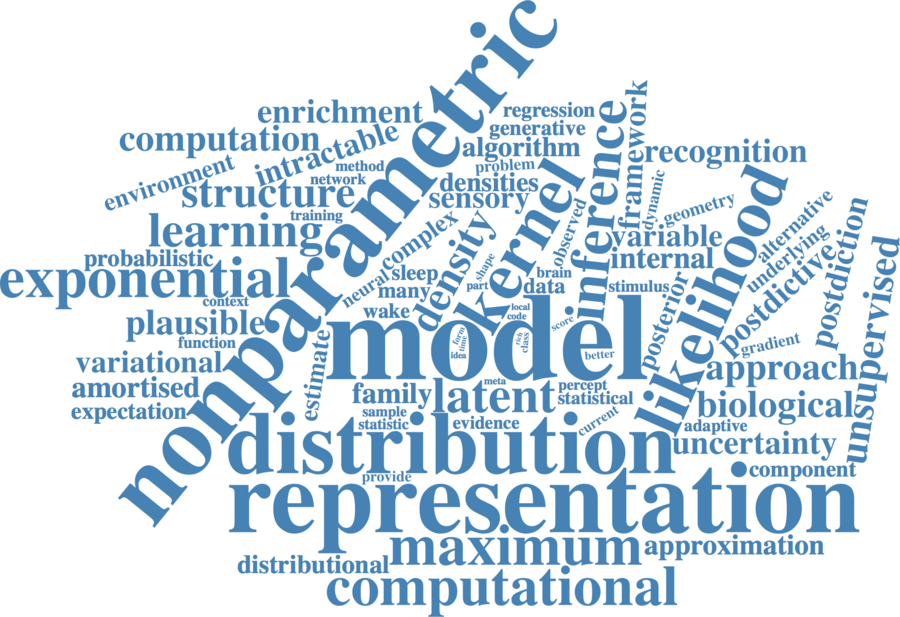 nonparametric
enrichment
regression
computation
generative
intractable
algorithm
framework
recognition
environment
method
problem
network
structure
densities
sensory
inference
dynamic
geometry
likelihood
alternative
training
learning
complex
density
kernel
observed
variable
underlying
postdiction
probabilistic
neural
sleep
shape
brain
internal
postdictive
exponential
many
part
data
stimulus
posterior
unsupervised
context
wake
local
code
score
plausible
model
form
time
rich
class
gradient
function
idea
better
variational
estimate
approach
amortised
family
latent
meta
percept
statistical
biological
expectation
sample
statistic
evidence
current
adaptive
distribution
uncertainty
component
provide
representation
maximum
approximation
distributional
computational